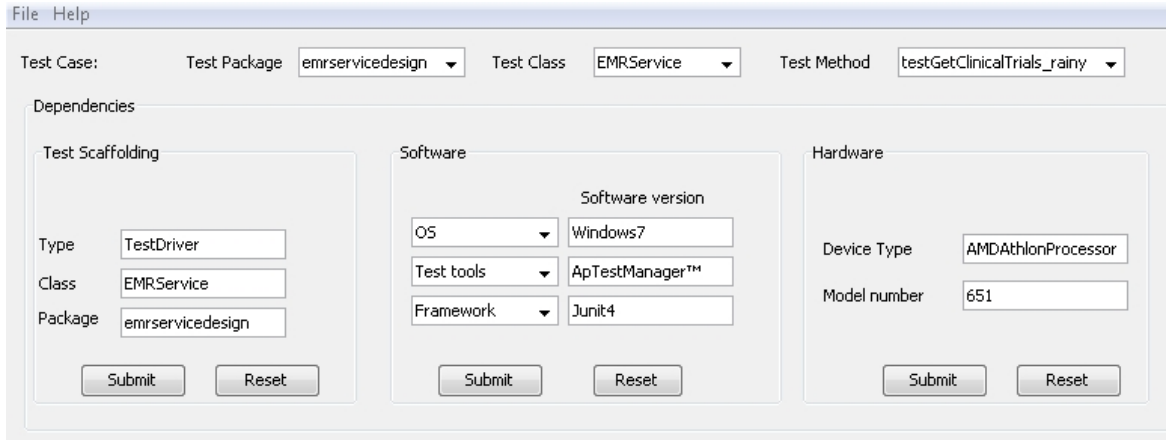 File Help
Test Case: Test Package emrservicedesign Test Class EMRService Test Method testGetClinicalTrials_rainy
Dependencies
Test Scaffolding
Type TestDriver
Class EMRService
Package emrservicedesign
Submit Reset
Software
Software version
OS Windows7
Test tools ApTestManager™
Framework Junit4
Submit Reset
Hardware
Device Type AMDAthlonProcessor
Model number 651
Submit Reset